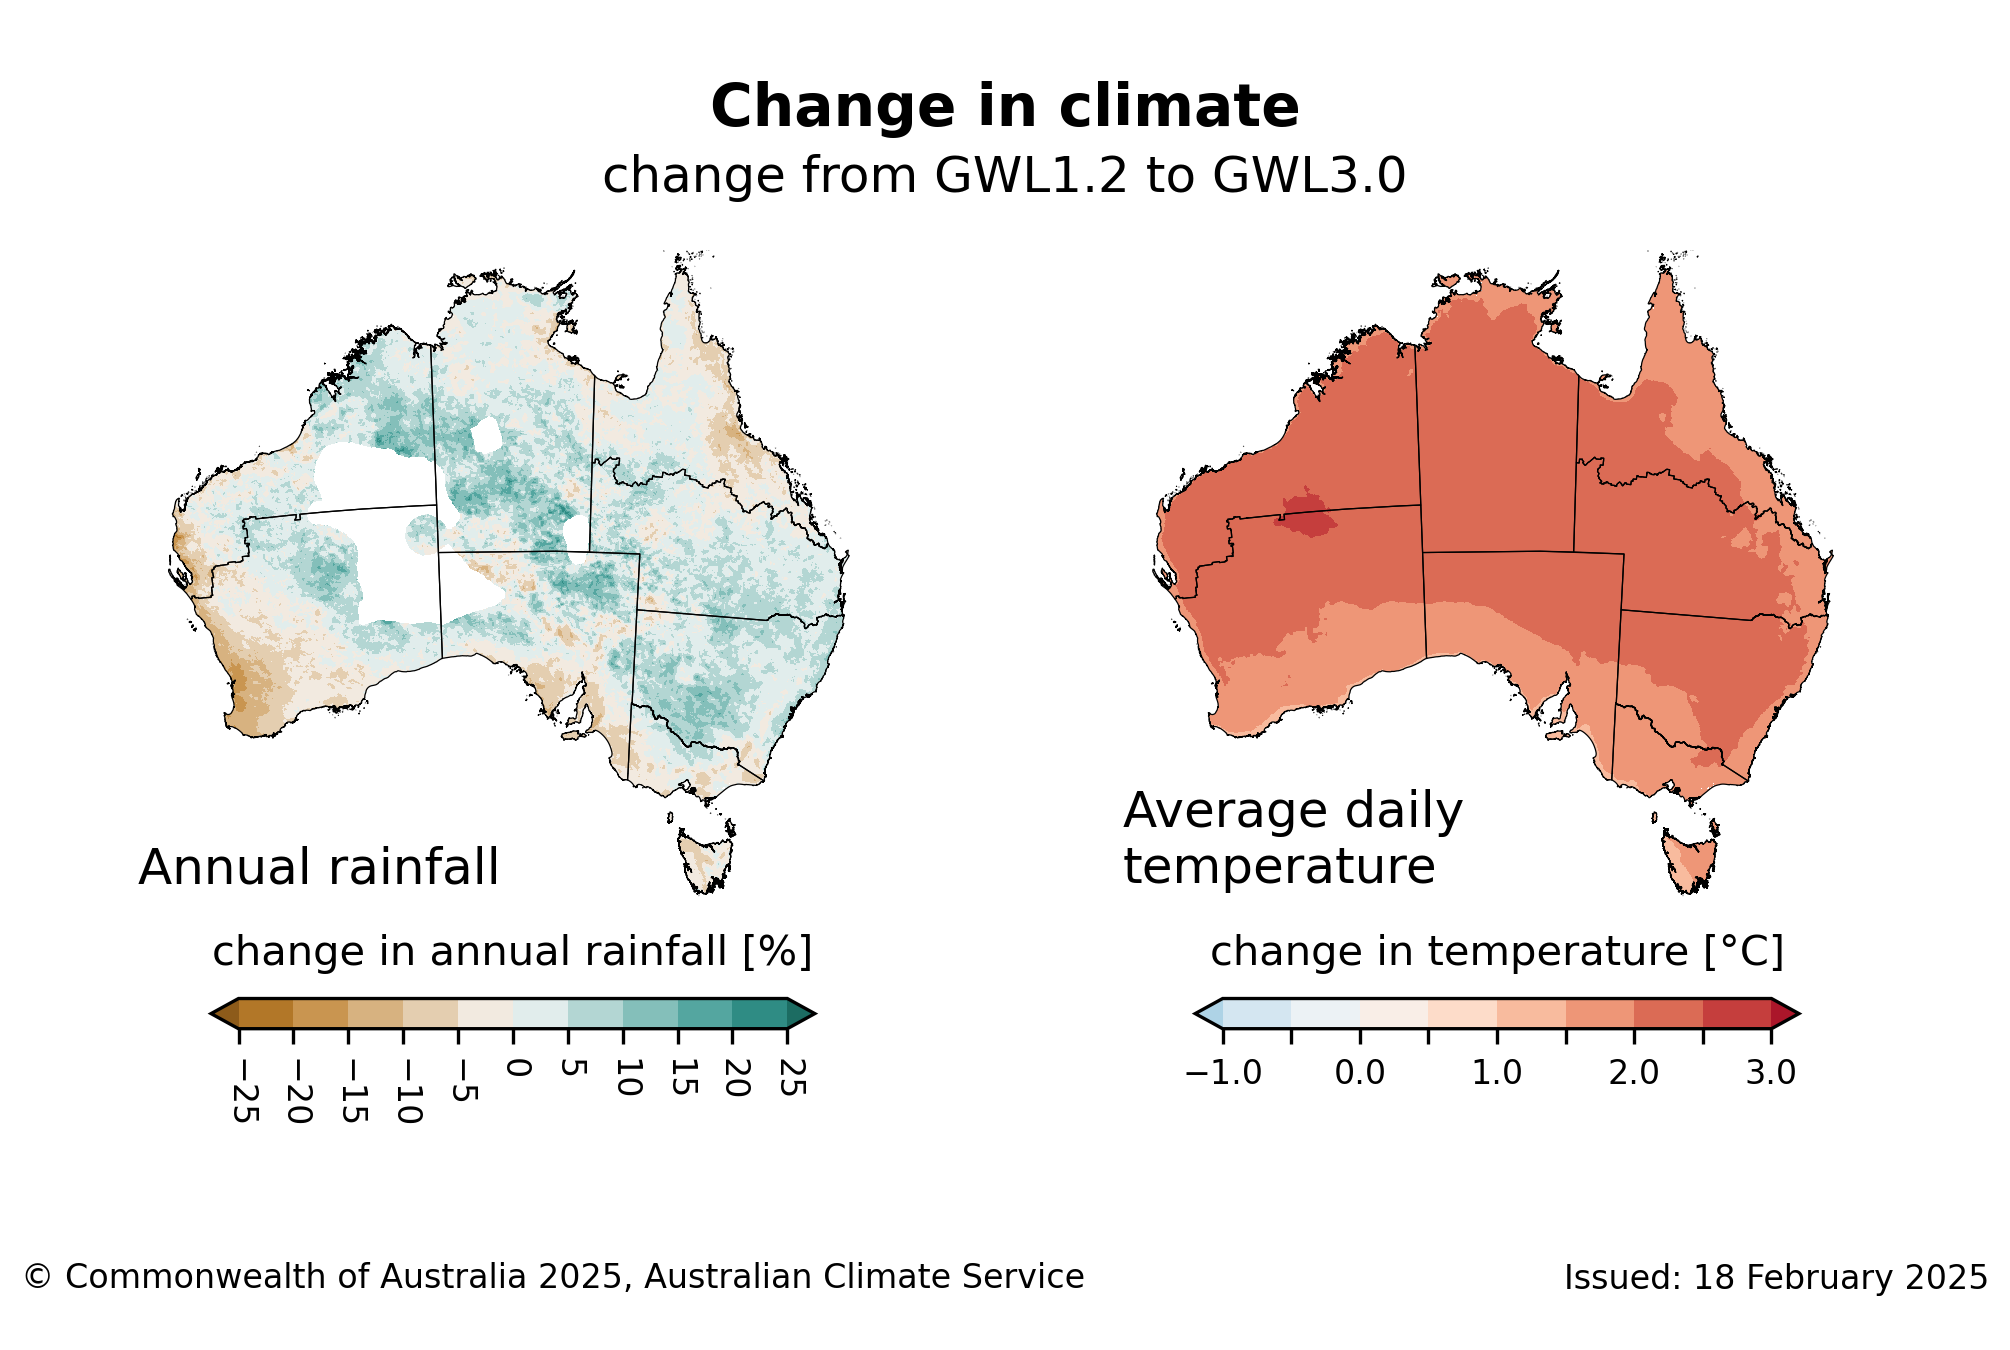 Change in climate
change from GWL1.2 to GWL3.0
Annual rainfall
Average daily
temperature
change in annual rainfall [%]
−25 −20 −15 −10 −5 0 5 10 15 20 25
change in temperature [°C]
−1.0 0.0 1.0 2.0 3.0
© Commonwealth of Australia 2025, Australian Climate Service
Issued: 18 February 2025